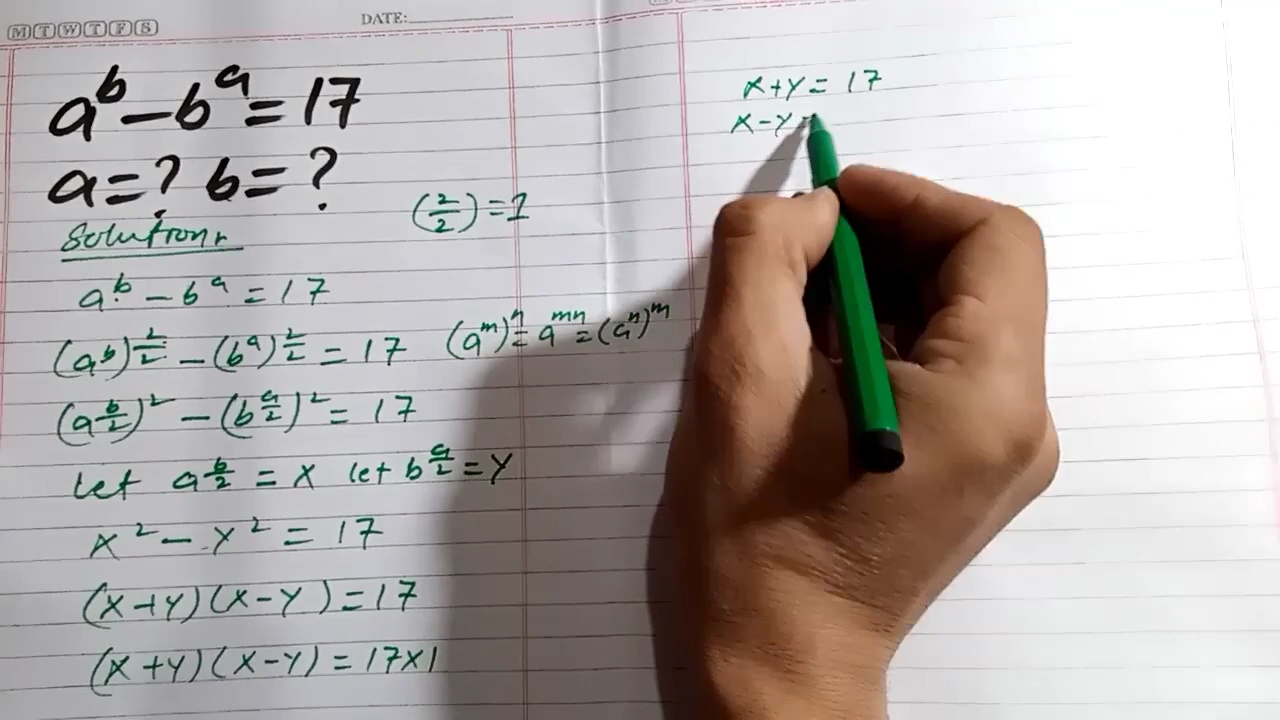 M T W T F S
DATE:
a^b - b^a = 17
a = ? b = ?
Solution
(2/2) = 1
a^b - b^a = 17
(a^b)^2/2 - (b^a)^2/2 = 17
(a^m)^n = a^mn = (a^n)^m
(a^b/2)^2 - (b^a/2)^2 = 17
Let a^b/2 = x let b^a/2 = y
x^2 - y^2 = 17
(x+y)(x-y) = 17
(x+y)(x-y) = 17×1
x+y = 17
x-y =